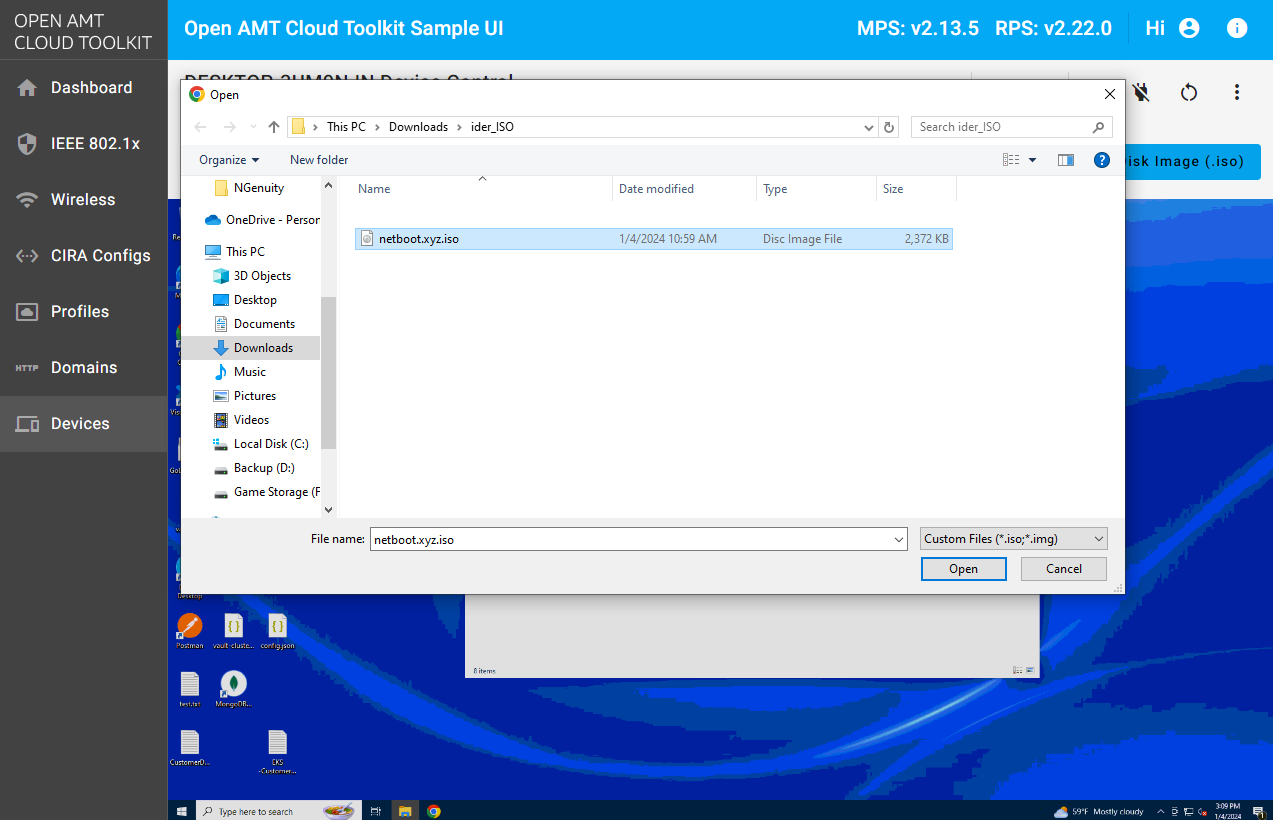 OPEN AMT
CLOUD TOOLKIT
Open AMT Cloud Toolkit Sample UI
MPS: v2.13.5 RPS: v2.22.0
Hi
Dashboard
IEEE 802.1x
Wireless
CIRA Configs
Profiles
HTTP Domains
Devices
Open
This PC > Downloads > ider_ISO
Search ider_ISO
Organize
New folder
Disk Image (.iso)
Name Date modified Type Size
netboot.xyz.iso 1/4/2024 10:59 AM Disc Image File 2,372 KB
NGenuity
OneDrive - Person
This PC
3D Objects
Desktop
Documents
Downloads
Music
Pictures
Videos
Local Disk (C:)
Backup (D:)
Game Storage (F
File name: netboot.xyz.iso
Custom Files (*.iso;*.img)
Open Cancel
Desktop
Postman
vault-cluste...
config.json
8 items
test.txt
MongoDB...
CustomerD...
EKS
-Customer...
Type here to search
59°F Mostly cloudy
3:09 PM
1/4/2024